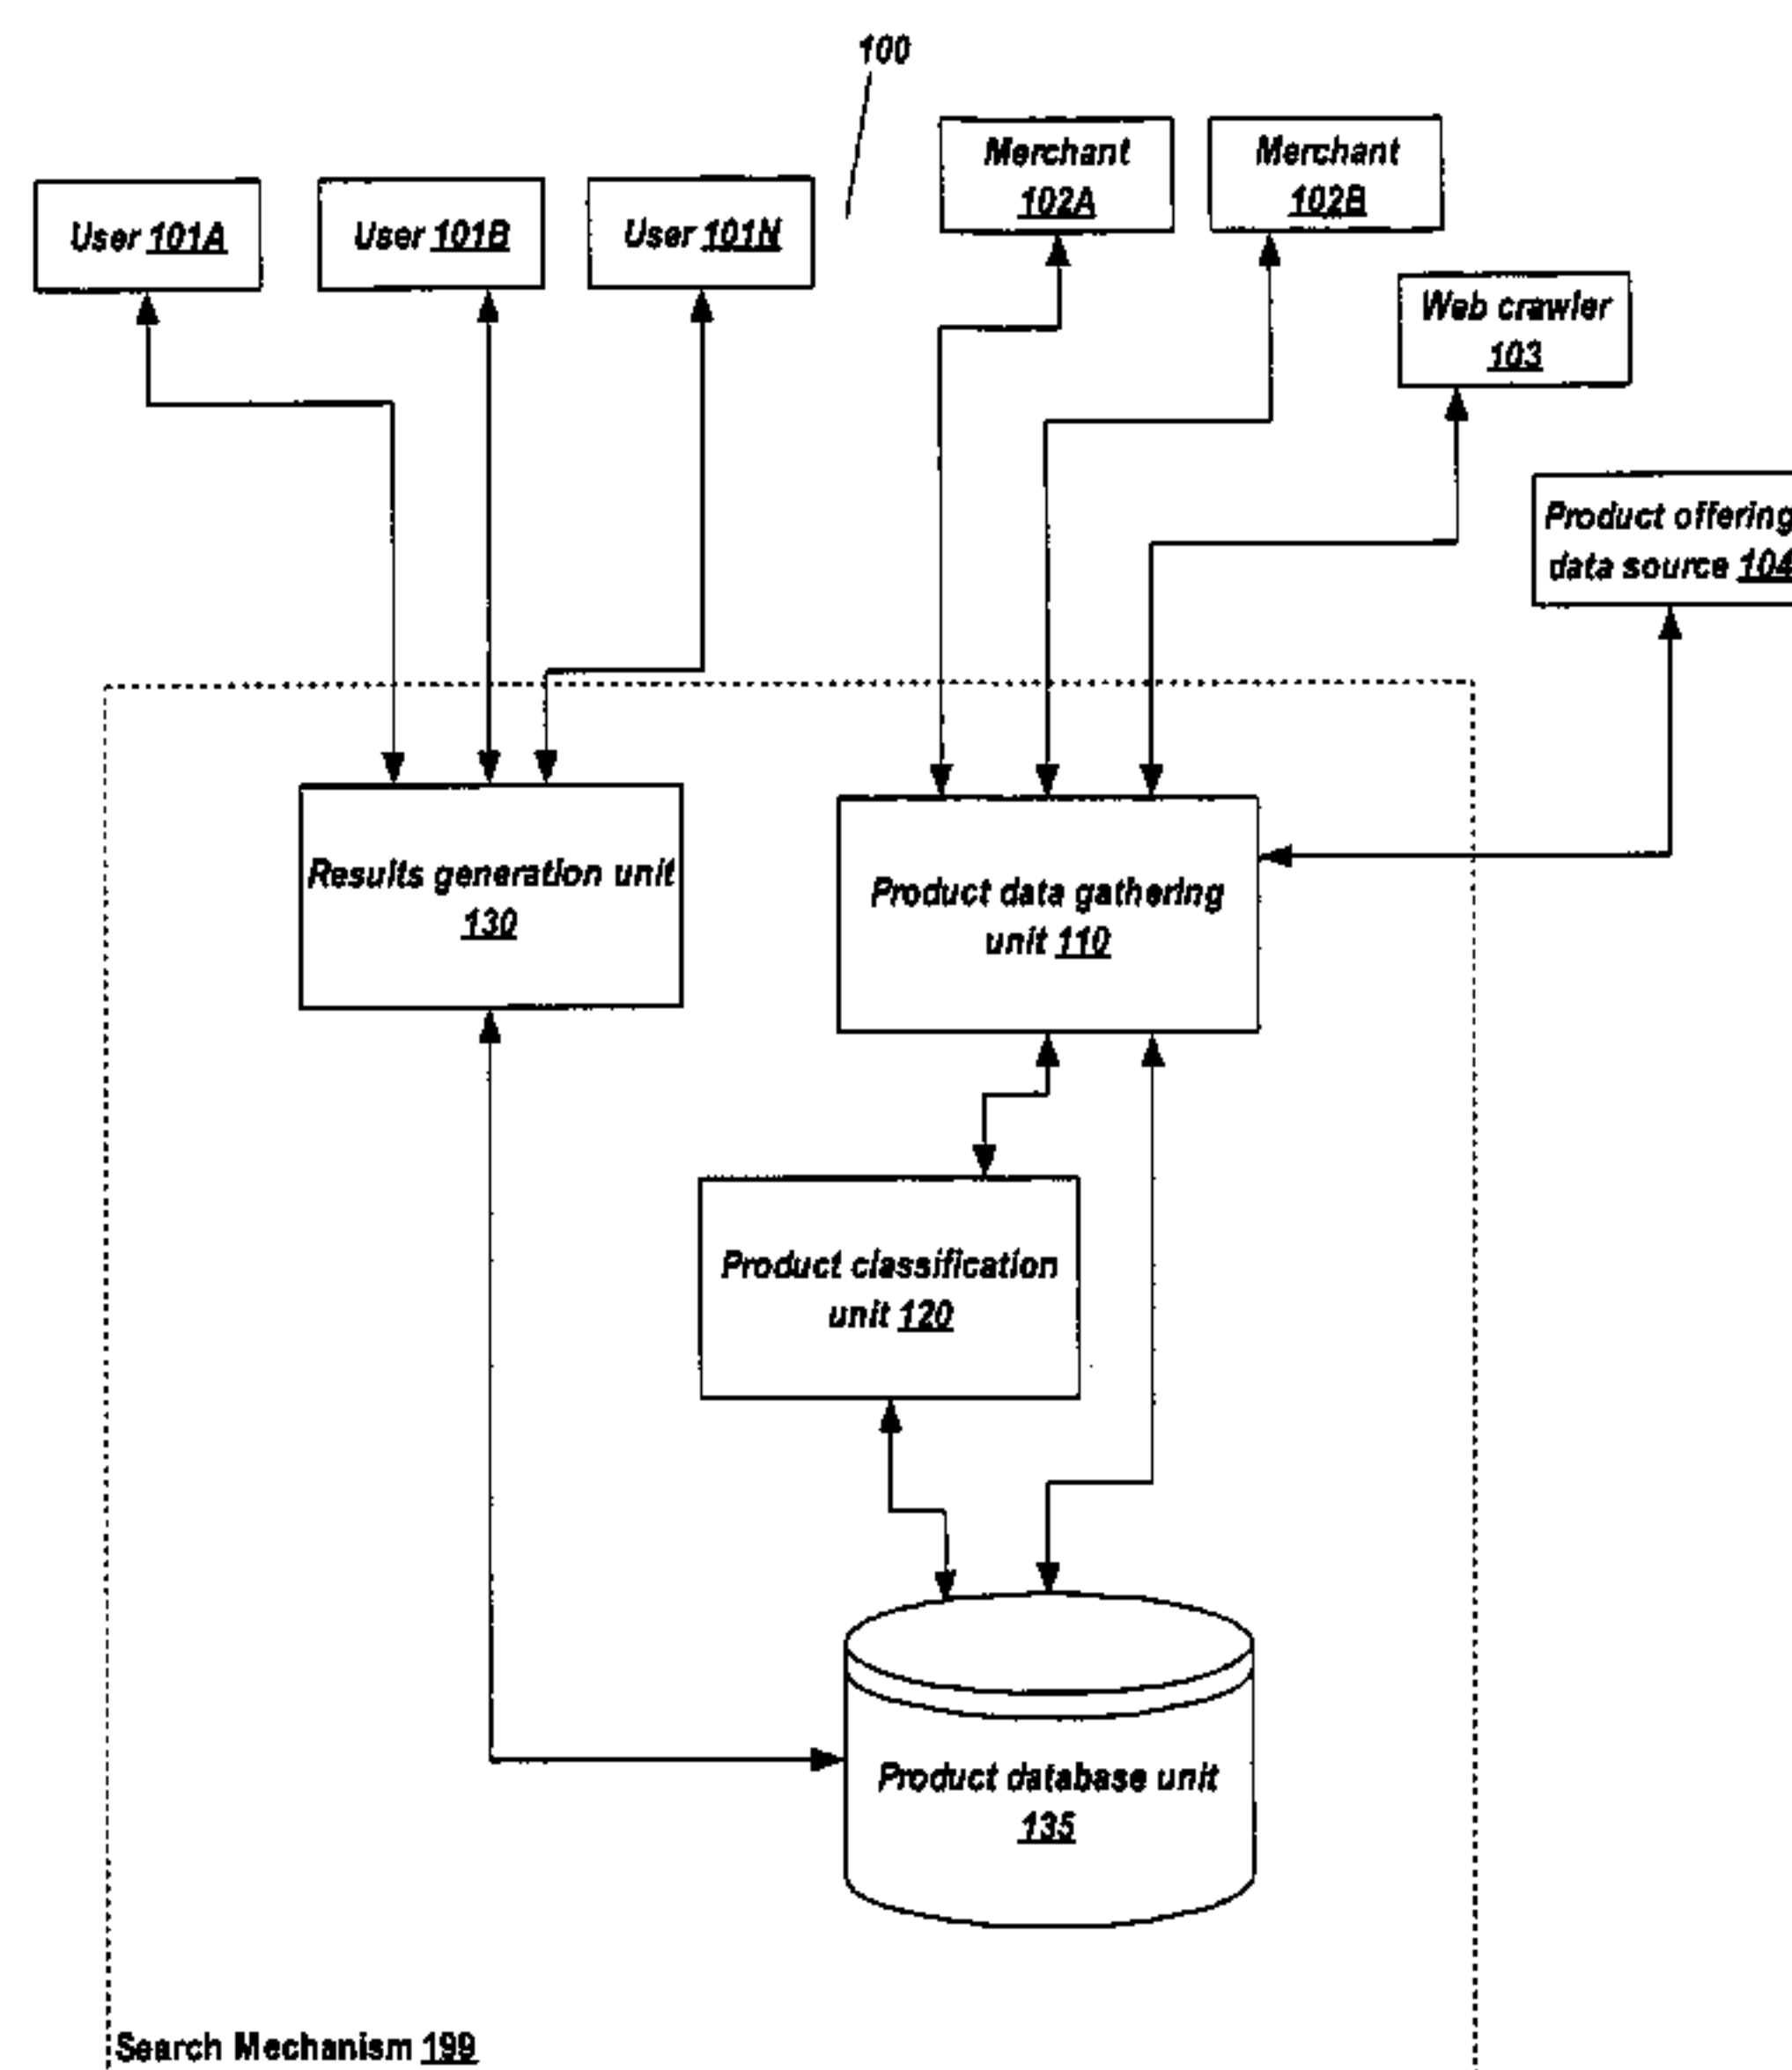 100
Merchant
102A
Merchant
102B
User 101A
User 101B
User 101N
Web crawler
103
Product offering
data source 104
Results generation unit
130
Product data gathering
unit 110
Product classification
unit 120
Product database unit
135
Search Mechanism 199